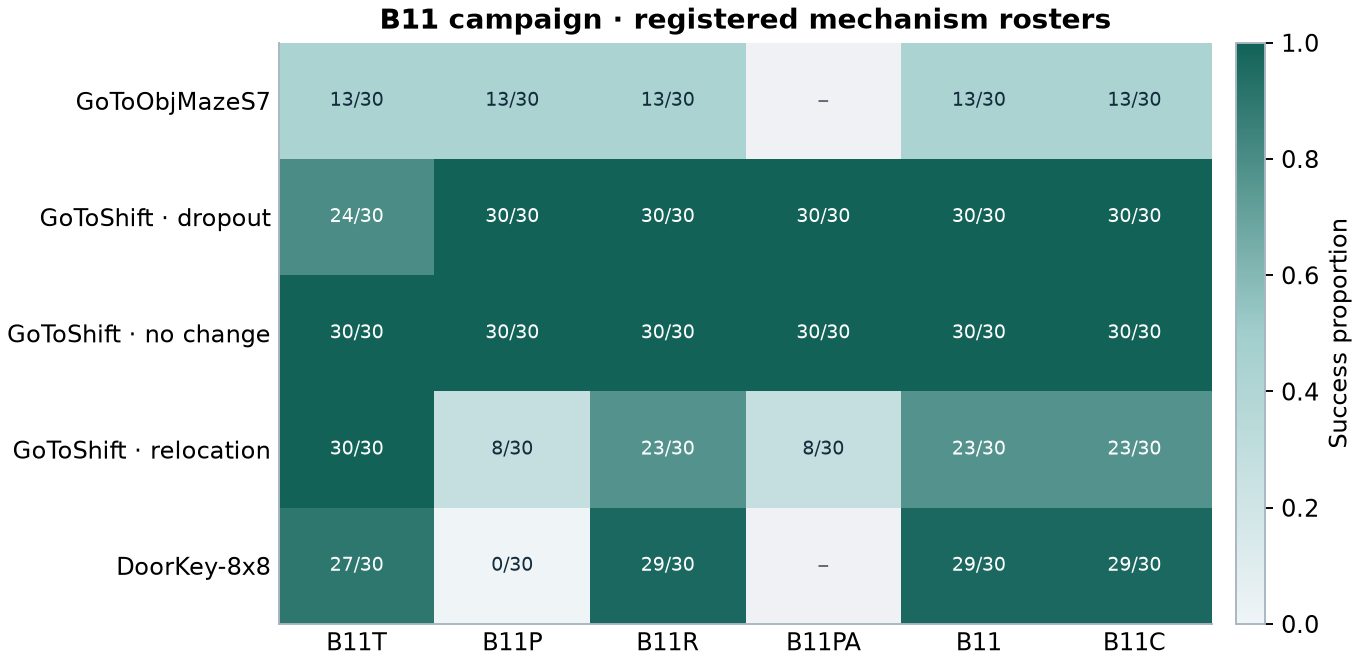 B11 campaign · registered mechanism rosters
GoToObjMazeS7 13/30 13/30 13/30 – 13/30 13/30
GoToShift · dropout 24/30 30/30 30/30 30/30 30/30 30/30
GoToShift · no change 30/30 30/30 30/30 30/30 30/30 30/30
GoToShift · relocation 30/30 8/30 23/30 8/30 23/30 23/30
DoorKey-8x8 27/30 0/30 29/30 – 29/30 29/30
B11T B11P B11R B11PA B11 B11C
1.0
0.8
0.6
0.4
0.2
0.0
Success proportion